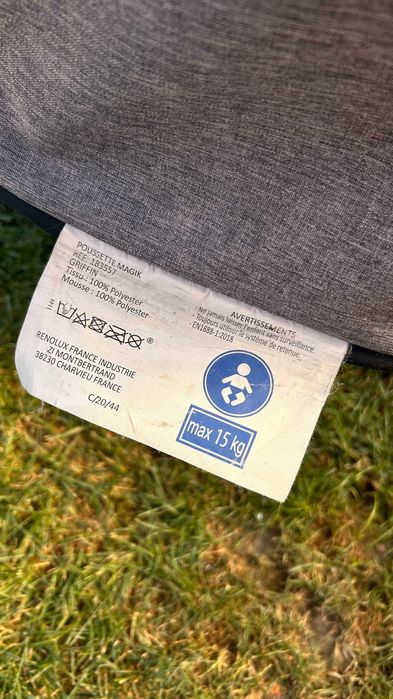 POUSSETTE MAGIK
REF: 183557
GRIFFIN
Tissu : 100% Polyester
Mousse : 100% Polyester
®
RENOLUX FRANCE INDUSTRIE
ZI MONTBERTRAND
38230 CHARVIEU FRANCE
C/20/44
AVERTISSEMENTS
- Ne jamais laisser l'enfant sans surveillance.
- Toujours utiliser le système de retenue.
- EN1888-1:2018
max 15 kg